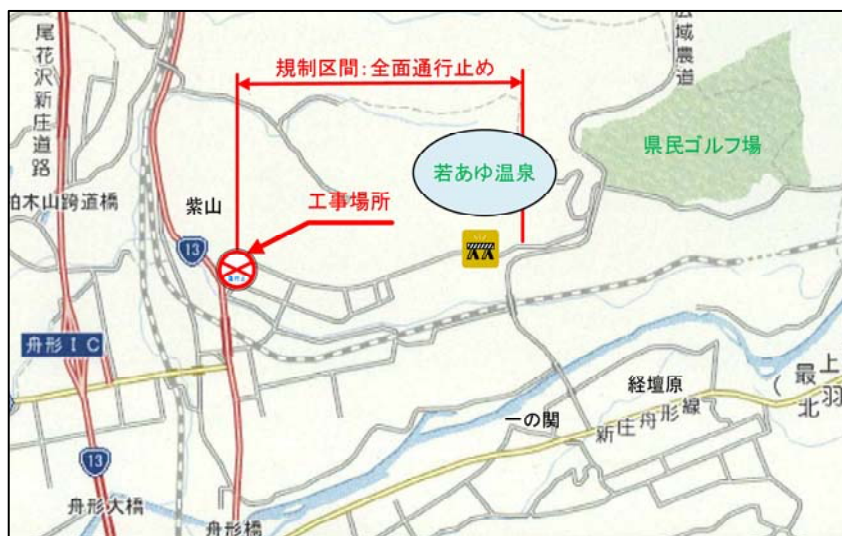 尾花沢新庄道路
広域農道
規制区間：全面通行止め
県民ゴルフ場
若あゆ温泉
柏木山跨道橋
紫山
工事場所
13
舟形IC
上
最
北
羽
(
経壇原
一の関
新庄舟形線
13
舟形大橋
舟形橋